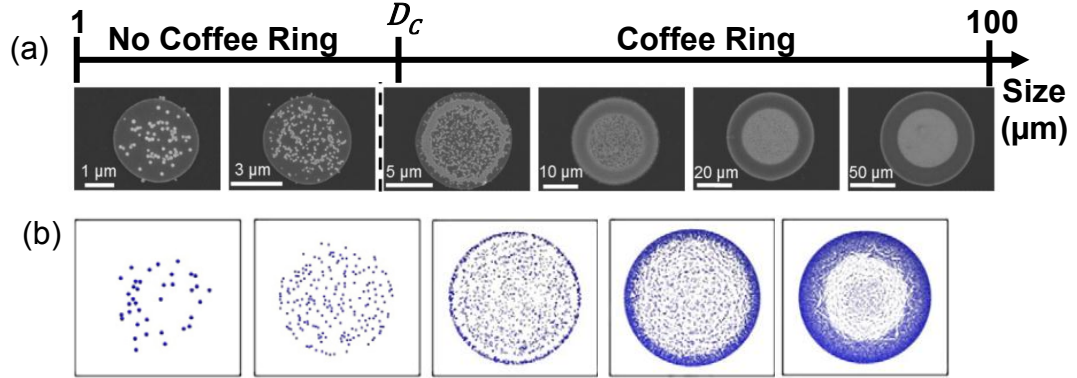 1 D_C 100
(a) No Coffee Ring Coffee Ring
Size
(μm)
1 μm 3 μm 5 μm 10 μm 20 μm 50 μm
(b)